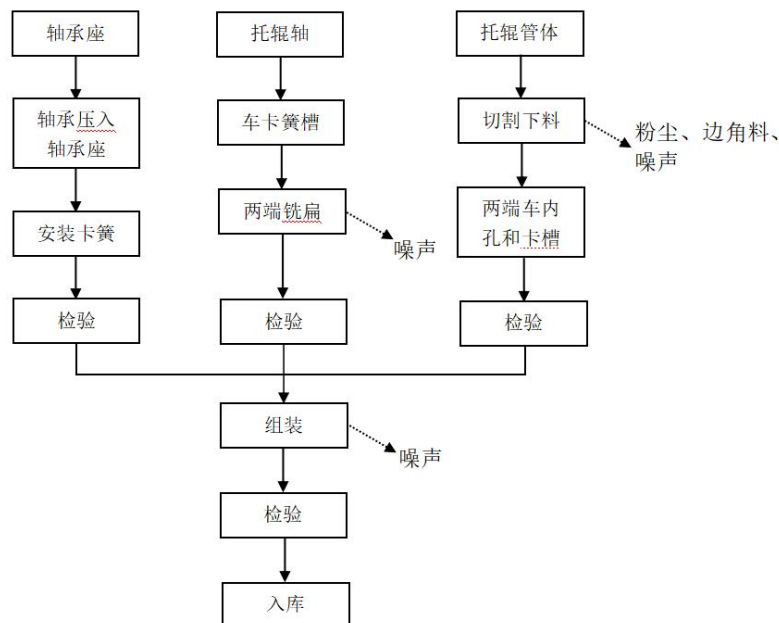 轴承座
托辊轴
托辊管体
轴承压入
轴承座
车卡簧槽
切割下料
粉尘、边角料、
噪声
安装卡簧
两端铣扁
噪声
两端车内
孔和卡槽
检验
检验
检验
组装
噪声
检验
入库